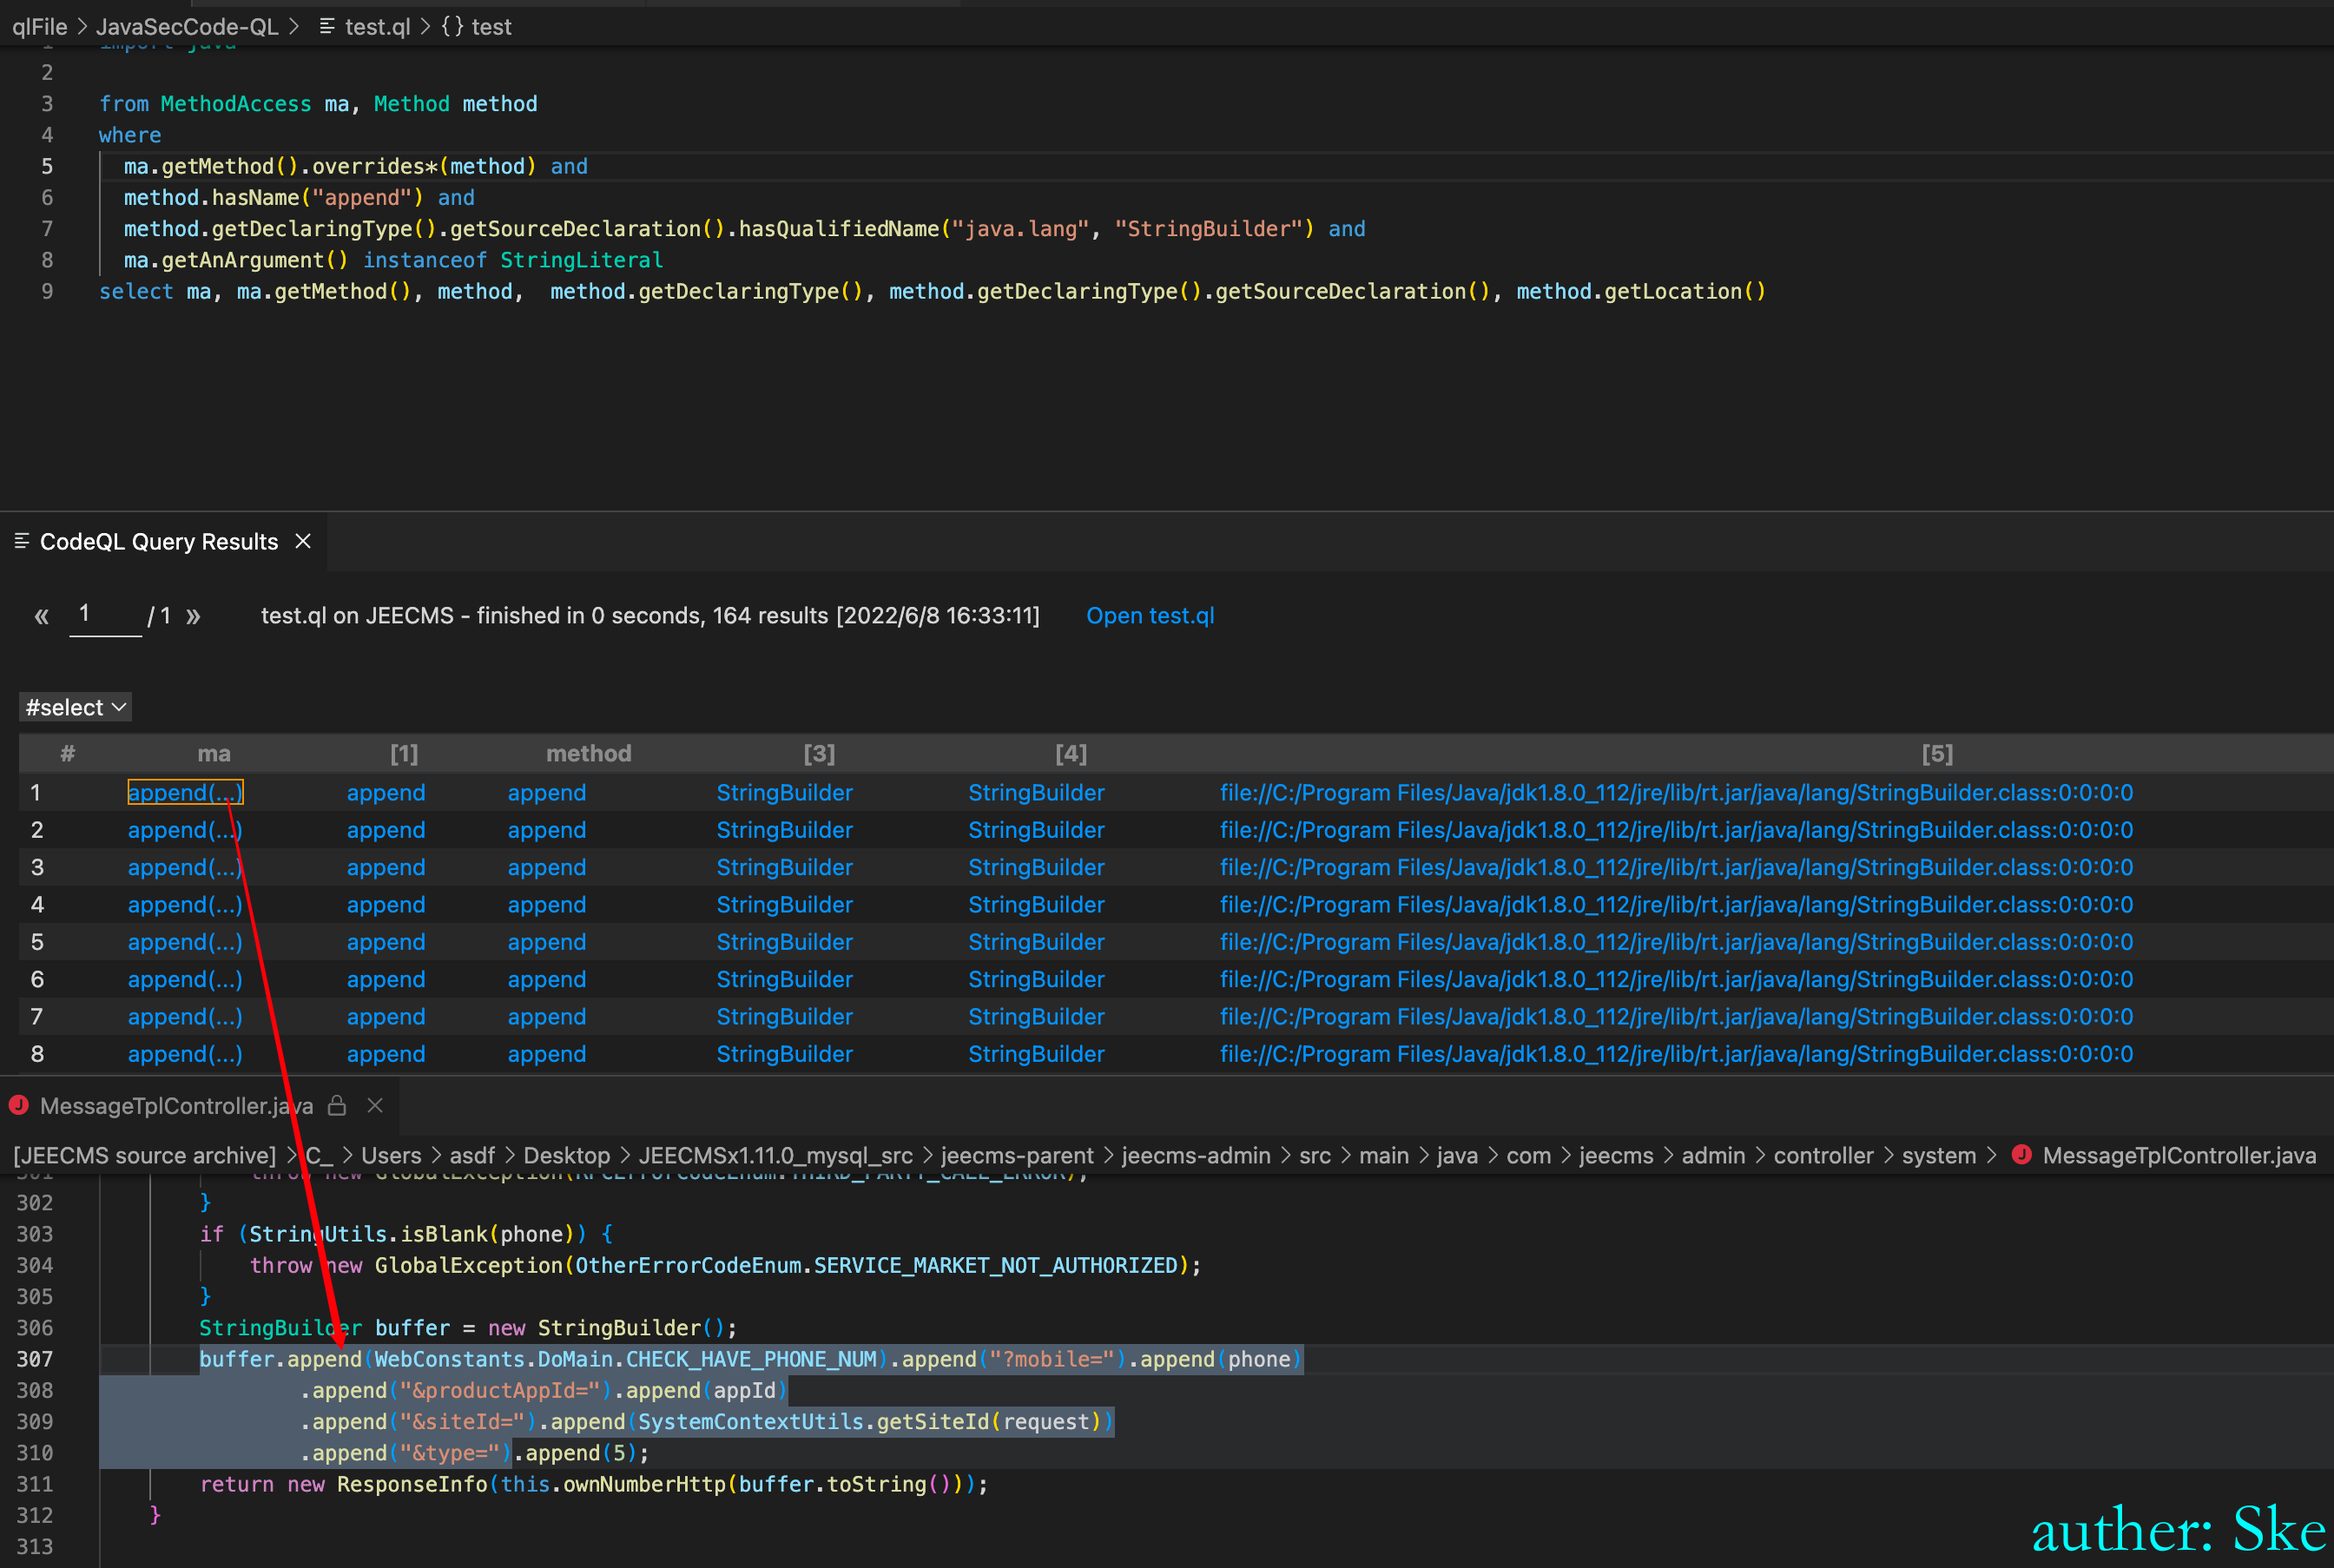 qlFile > JavaSecCode-QL > test.ql > {} test
1 import java
2
3 from MethodAccess ma, Method method
4 where
5 ma.getMethod().overrides*(method) and
6 method.hasName("append") and
7 method.getDeclaringType().getSourceDeclaration().hasQualifiedName("java.lang", "StringBuilder") and
8 ma.getAnArgument() instanceof StringLiteral
9 select ma, ma.getMethod(), method,  method.getDeclaringType(), method.getDeclaringType().getSourceDeclaration(), method.getLocation()
CodeQL Query Results
« 1 / 1 » test.ql on JEECMS - finished in 0 seconds, 164 results [2022/6/8 16:33:11] Open test.ql
#select
# ma [1] method [3] [4] [5]
1 append(...) append append StringBuilder StringBuilder file://C:/Program Files/Java/jdk1.8.0_112/jre/lib/rt.jar/java/lang/StringBuilder.class:0:0:0:0
2 append(...) append append StringBuilder StringBuilder file://C:/Program Files/Java/jdk1.8.0_112/jre/lib/rt.jar/java/lang/StringBuilder.class:0:0:0:0
3 append(...) append append StringBuilder StringBuilder file://C:/Program Files/Java/jdk1.8.0_112/jre/lib/rt.jar/java/lang/StringBuilder.class:0:0:0:0
4 append(...) append append StringBuilder StringBuilder file://C:/Program Files/Java/jdk1.8.0_112/jre/lib/rt.jar/java/lang/StringBuilder.class:0:0:0:0
5 append(...) append append StringBuilder StringBuilder file://C:/Program Files/Java/jdk1.8.0_112/jre/lib/rt.jar/java/lang/StringBuilder.class:0:0:0:0
6 append(...) append append StringBuilder StringBuilder file://C:/Program Files/Java/jdk1.8.0_112/jre/lib/rt.jar/java/lang/StringBuilder.class:0:0:0:0
7 append(...) append append StringBuilder StringBuilder file://C:/Program Files/Java/jdk1.8.0_112/jre/lib/rt.jar/java/lang/StringBuilder.class:0:0:0:0
8 append(...) append append StringBuilder StringBuilder file://C:/Program Files/Java/jdk1.8.0_112/jre/lib/rt.jar/java/lang/StringBuilder.class:0:0:0:0
J MessageTplController.java
[JEECMS source archive] > C_ > Users > asdf > Desktop > JEECMSx1.11.0_mysql_src > jeecms-parent > jeecms-admin > src > main > java > com > jeecms > admin > controller > system > J MessageTplController.java
301 throw new GlobalException(RPCErrorCodeEnum.THIRD_PARTY_CALL_ERROR);
302 }
303 if (StringUtils.isBlank(phone)) {
304 throw new GlobalException(OtherErrorCodeEnum.SERVICE_MARKET_NOT_AUTHORIZED);
305 }
306 StringBuilder buffer = new StringBuilder();
307 buffer.append(WebConstants.DoMain.CHECK_HAVE_PHONE_NUM).append("?mobile=").append(phone)
308 .append("&productAppId=").append(appId)
309 .append("&siteId=").append(SystemContextUtils.getSiteId(request))
310 .append("&type=").append(5);
311 return new ResponseInfo(this.ownNumberHttp(buffer.toString()));
312 }
313
auther: Ske